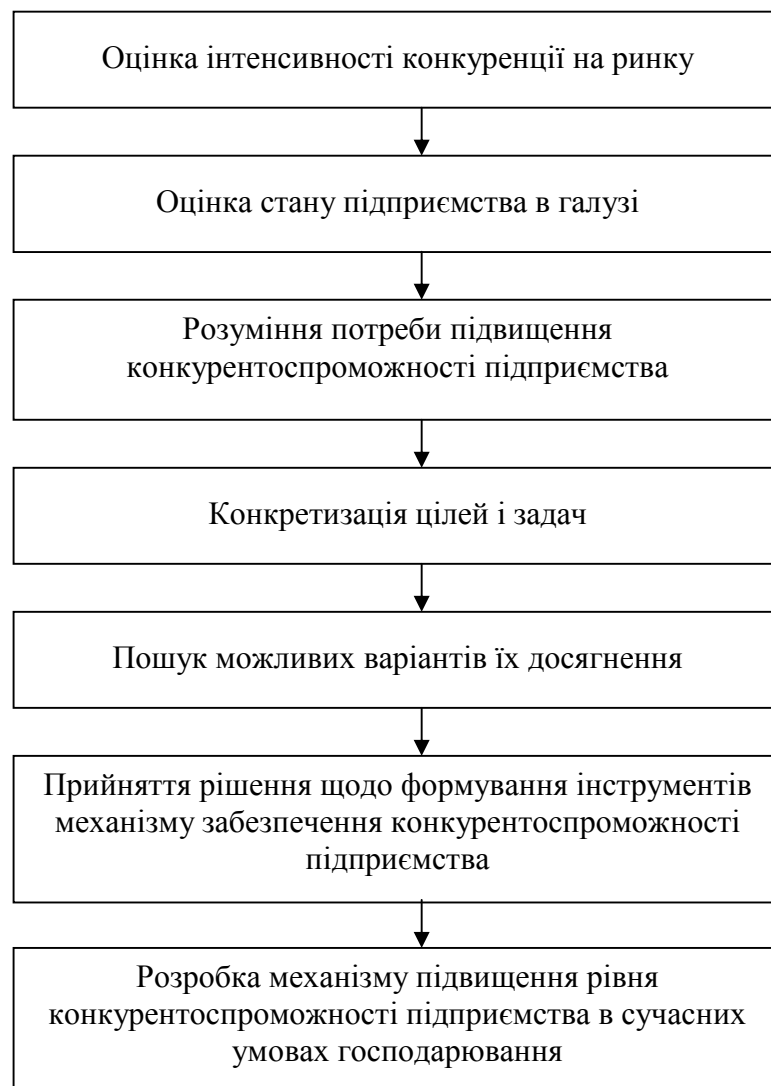 Оцінка інтенсивності конкуренції на ринку
Оцінка стану підприємства в галузі
Розуміння потреби підвищення
конкурентоспроможності підприємства
Конкретизація цілей і задач
Пошук можливих варіантів їх досягнення
Прийняття рішення щодо формування інструментів
механізму забезпечення конкурентоспроможності
підприємства
Розробка механізму підвищення рівня
конкурентоспроможності підприємства в сучасних
умовах господарювання